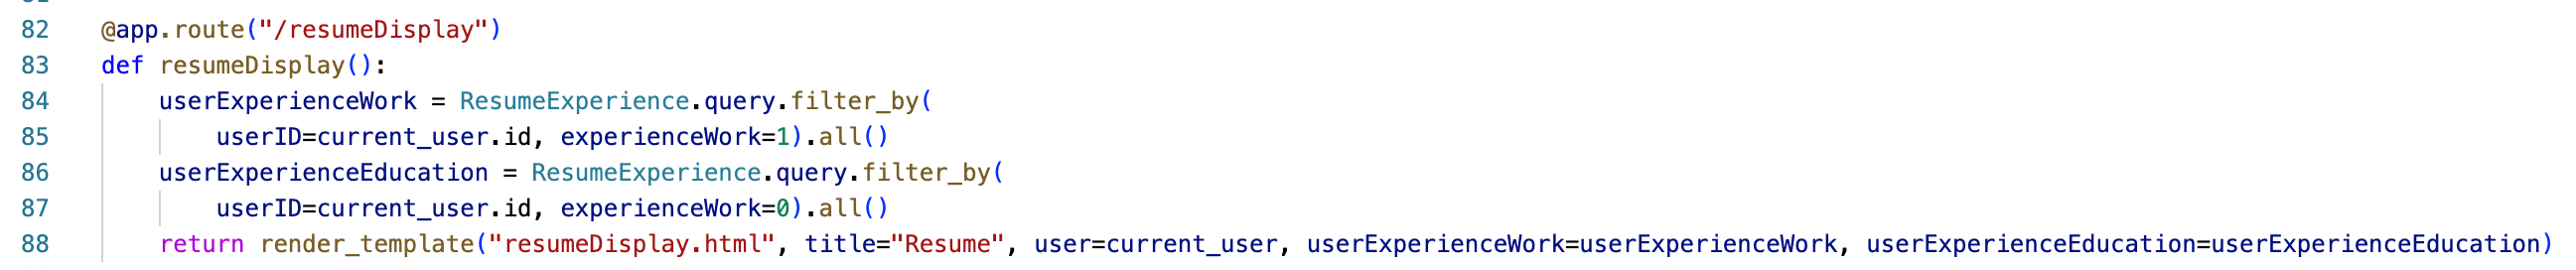 82 @app.route("/resumeDisplay")
83 def resumeDisplay():
84 userExperienceWork = ResumeExperience.query.filter_by(
85 userID=current_user.id, experienceWork=1).all()
86 userExperienceEducation = ResumeExperience.query.filter_by(
87 userID=current_user.id, experienceWork=0).all()
88 return render_template("resumeDisplay.html", title="Resume", user=current_user, userExperienceWork=userExperienceWork, userExperienceEducation=userExperienceEducation)